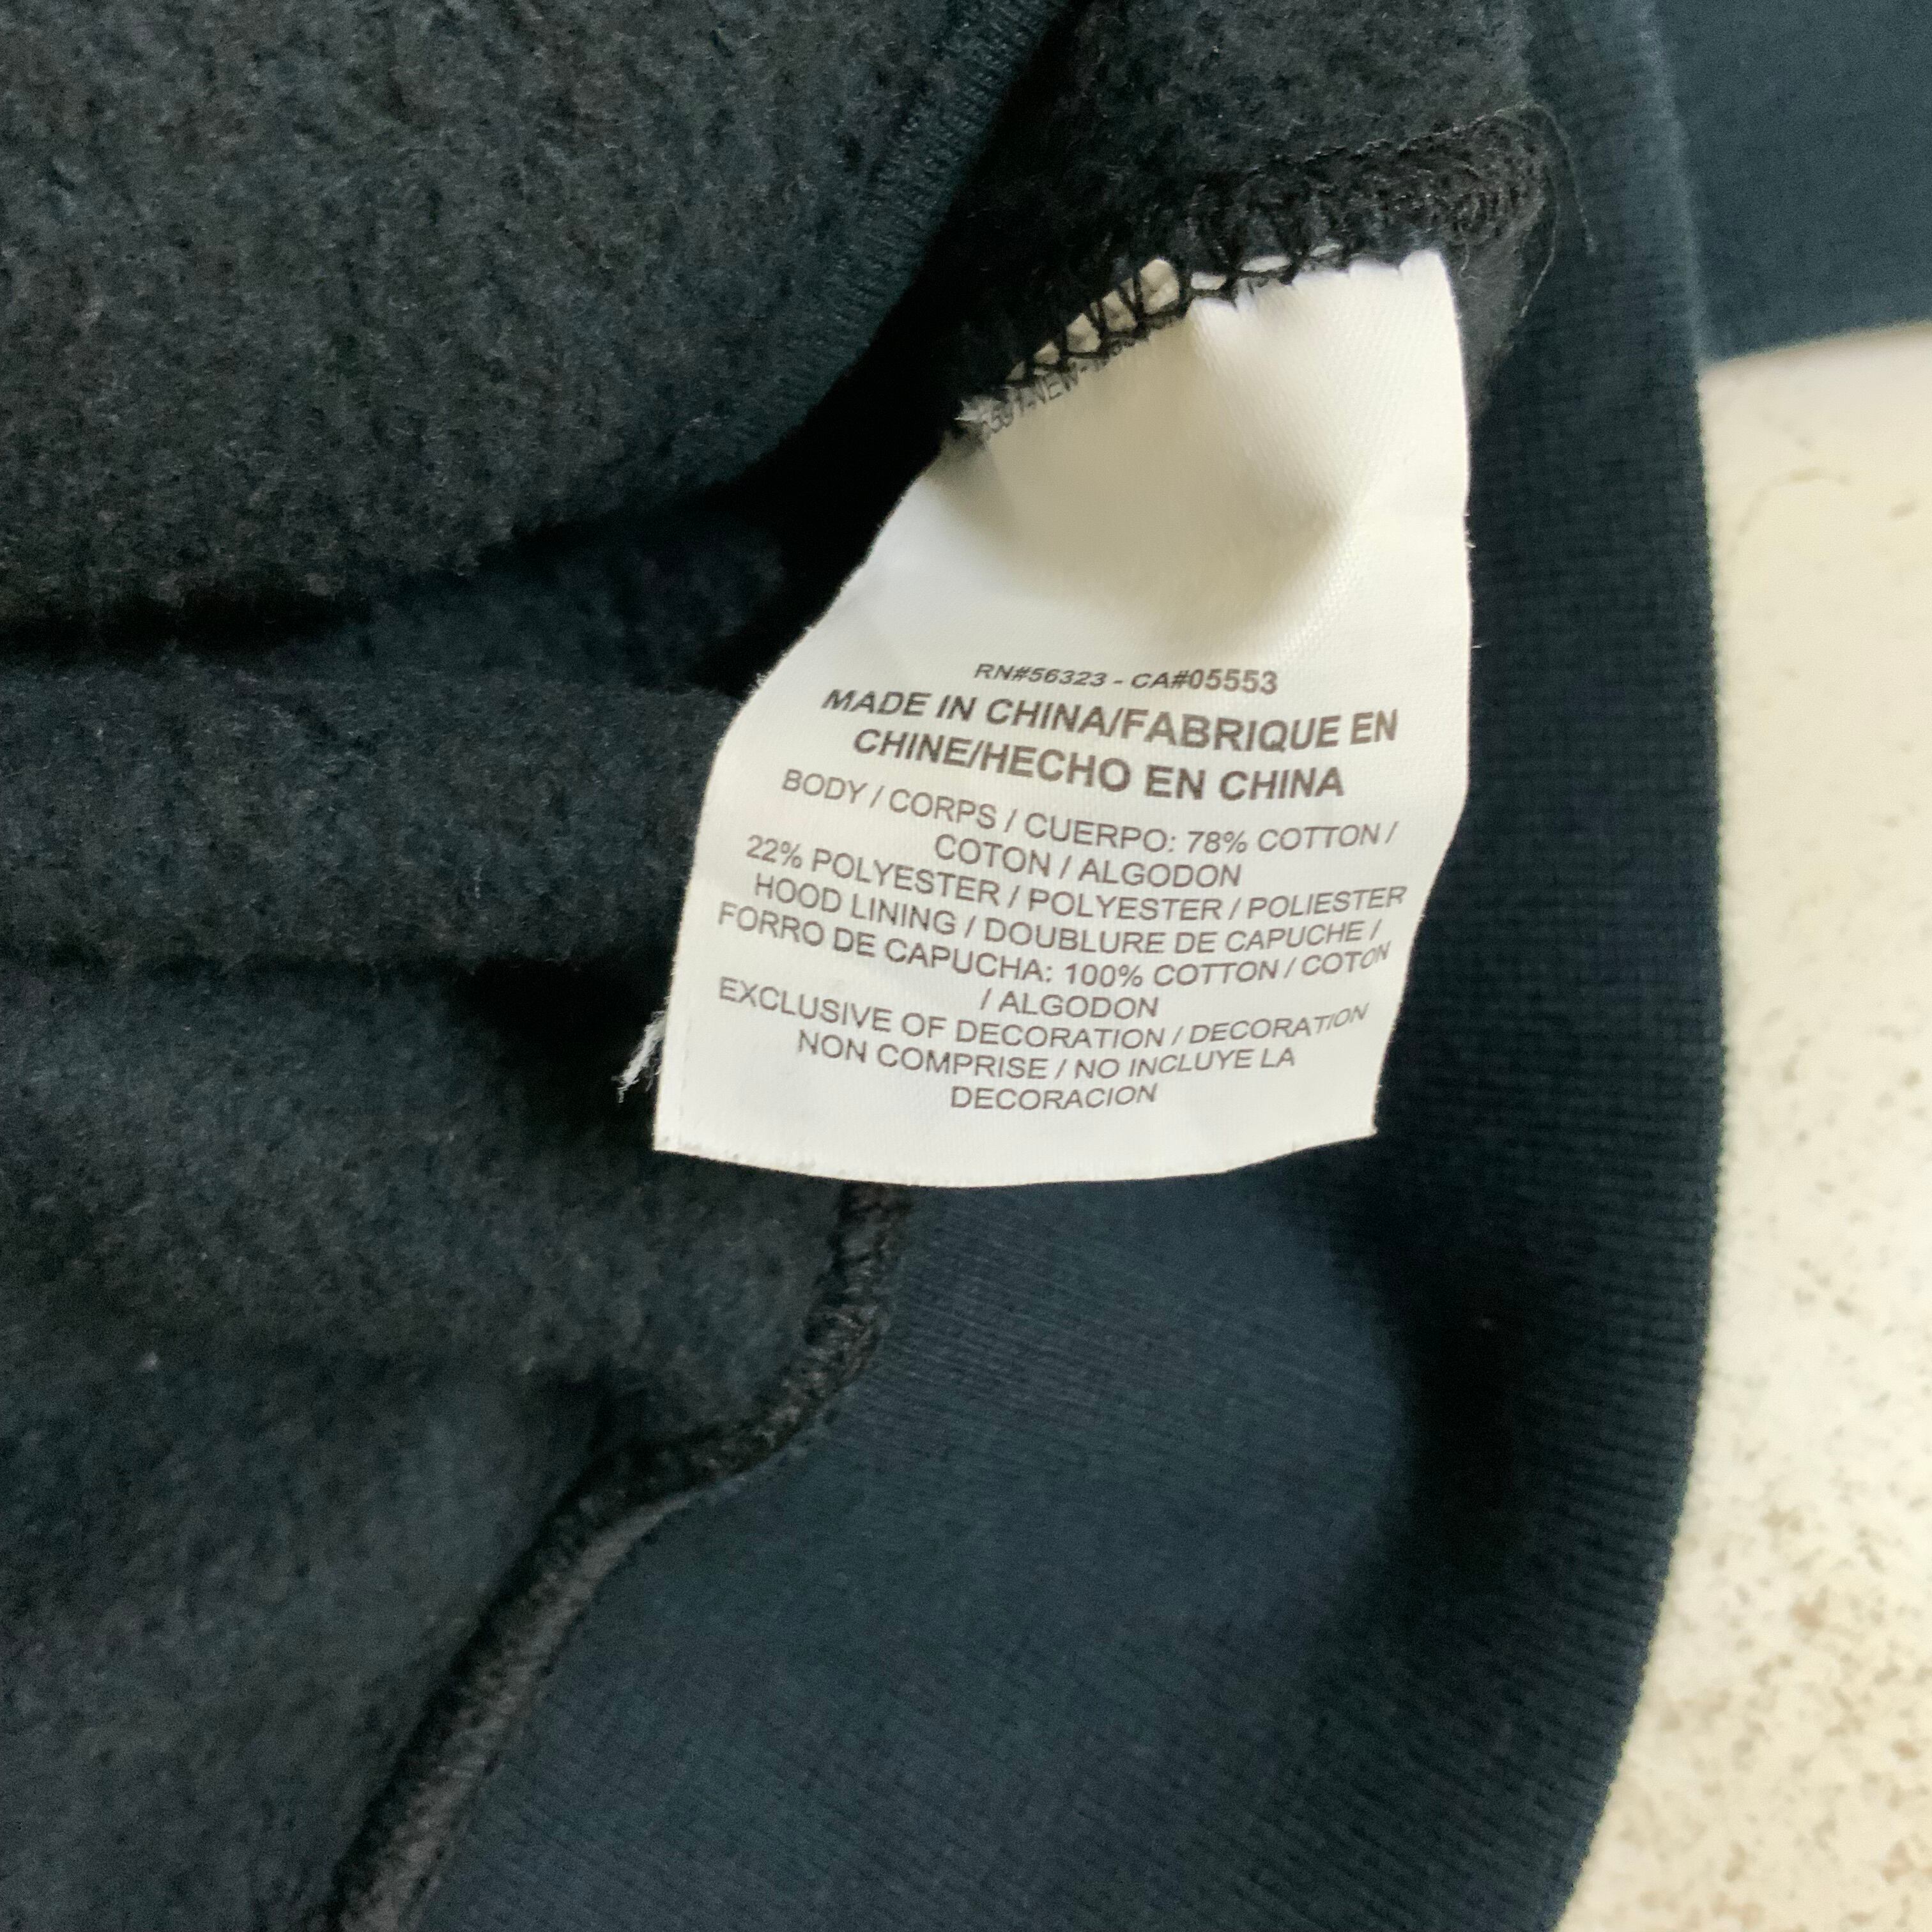 RN#56323 - CA#05553
MADE IN CHINA/FABRIQUE EN
CHINE/HECHO EN CHINA
BODY / CORPS / CUERPO: 78% COTTON /
COTON / ALGODON
22% POLYESTER / POLYESTER / POLIESTER
HOOD LINING / DOUBLURE DE CAPUCHE /
FORRO DE CAPUCHA: 100% COTTON / COTON
/ ALGODON
EXCLUSIVE OF DECORATION / DECORATION
NON COMPRISE / NO INCLUYE LA
DECORACION